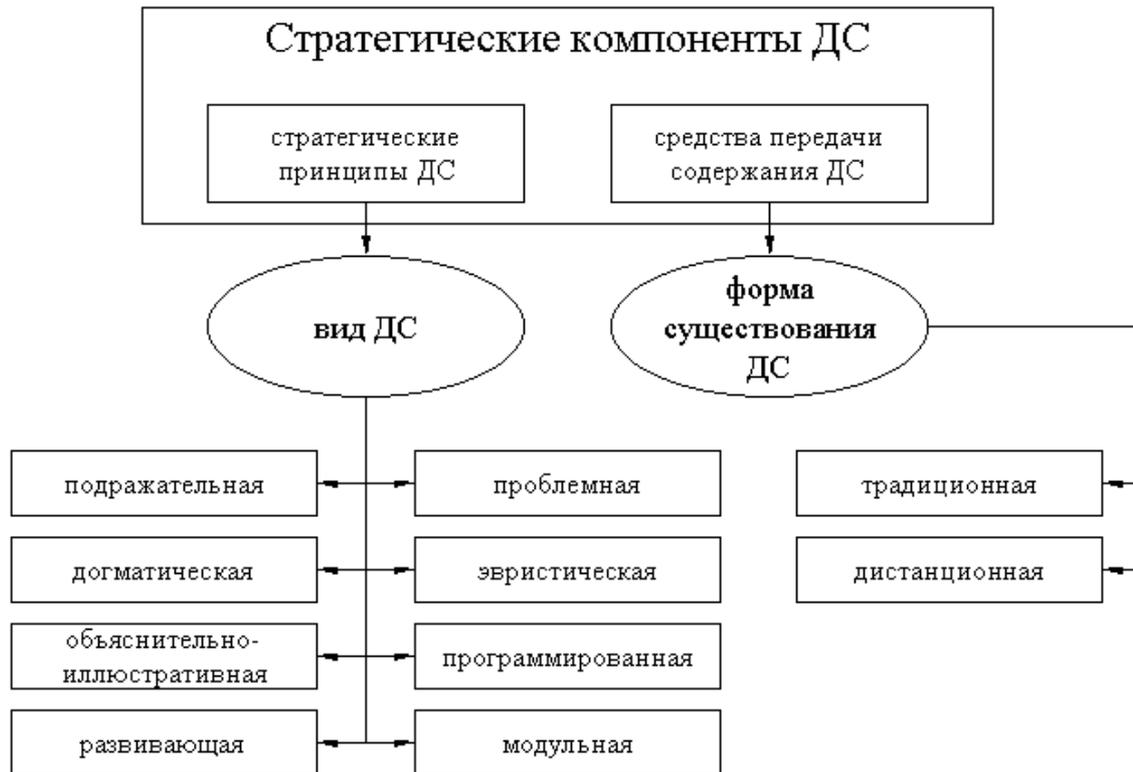 Стратегические компоненты ДС
стратегические
принципы ДС
средства передачи
содержания ДС
вид ДС
форма
существования
ДС
подражательная
проблемная
традиционная
догматическая
эвристическая
дистанционная
объяснительно-
иллюстративная
программированная
развивающая
модульная